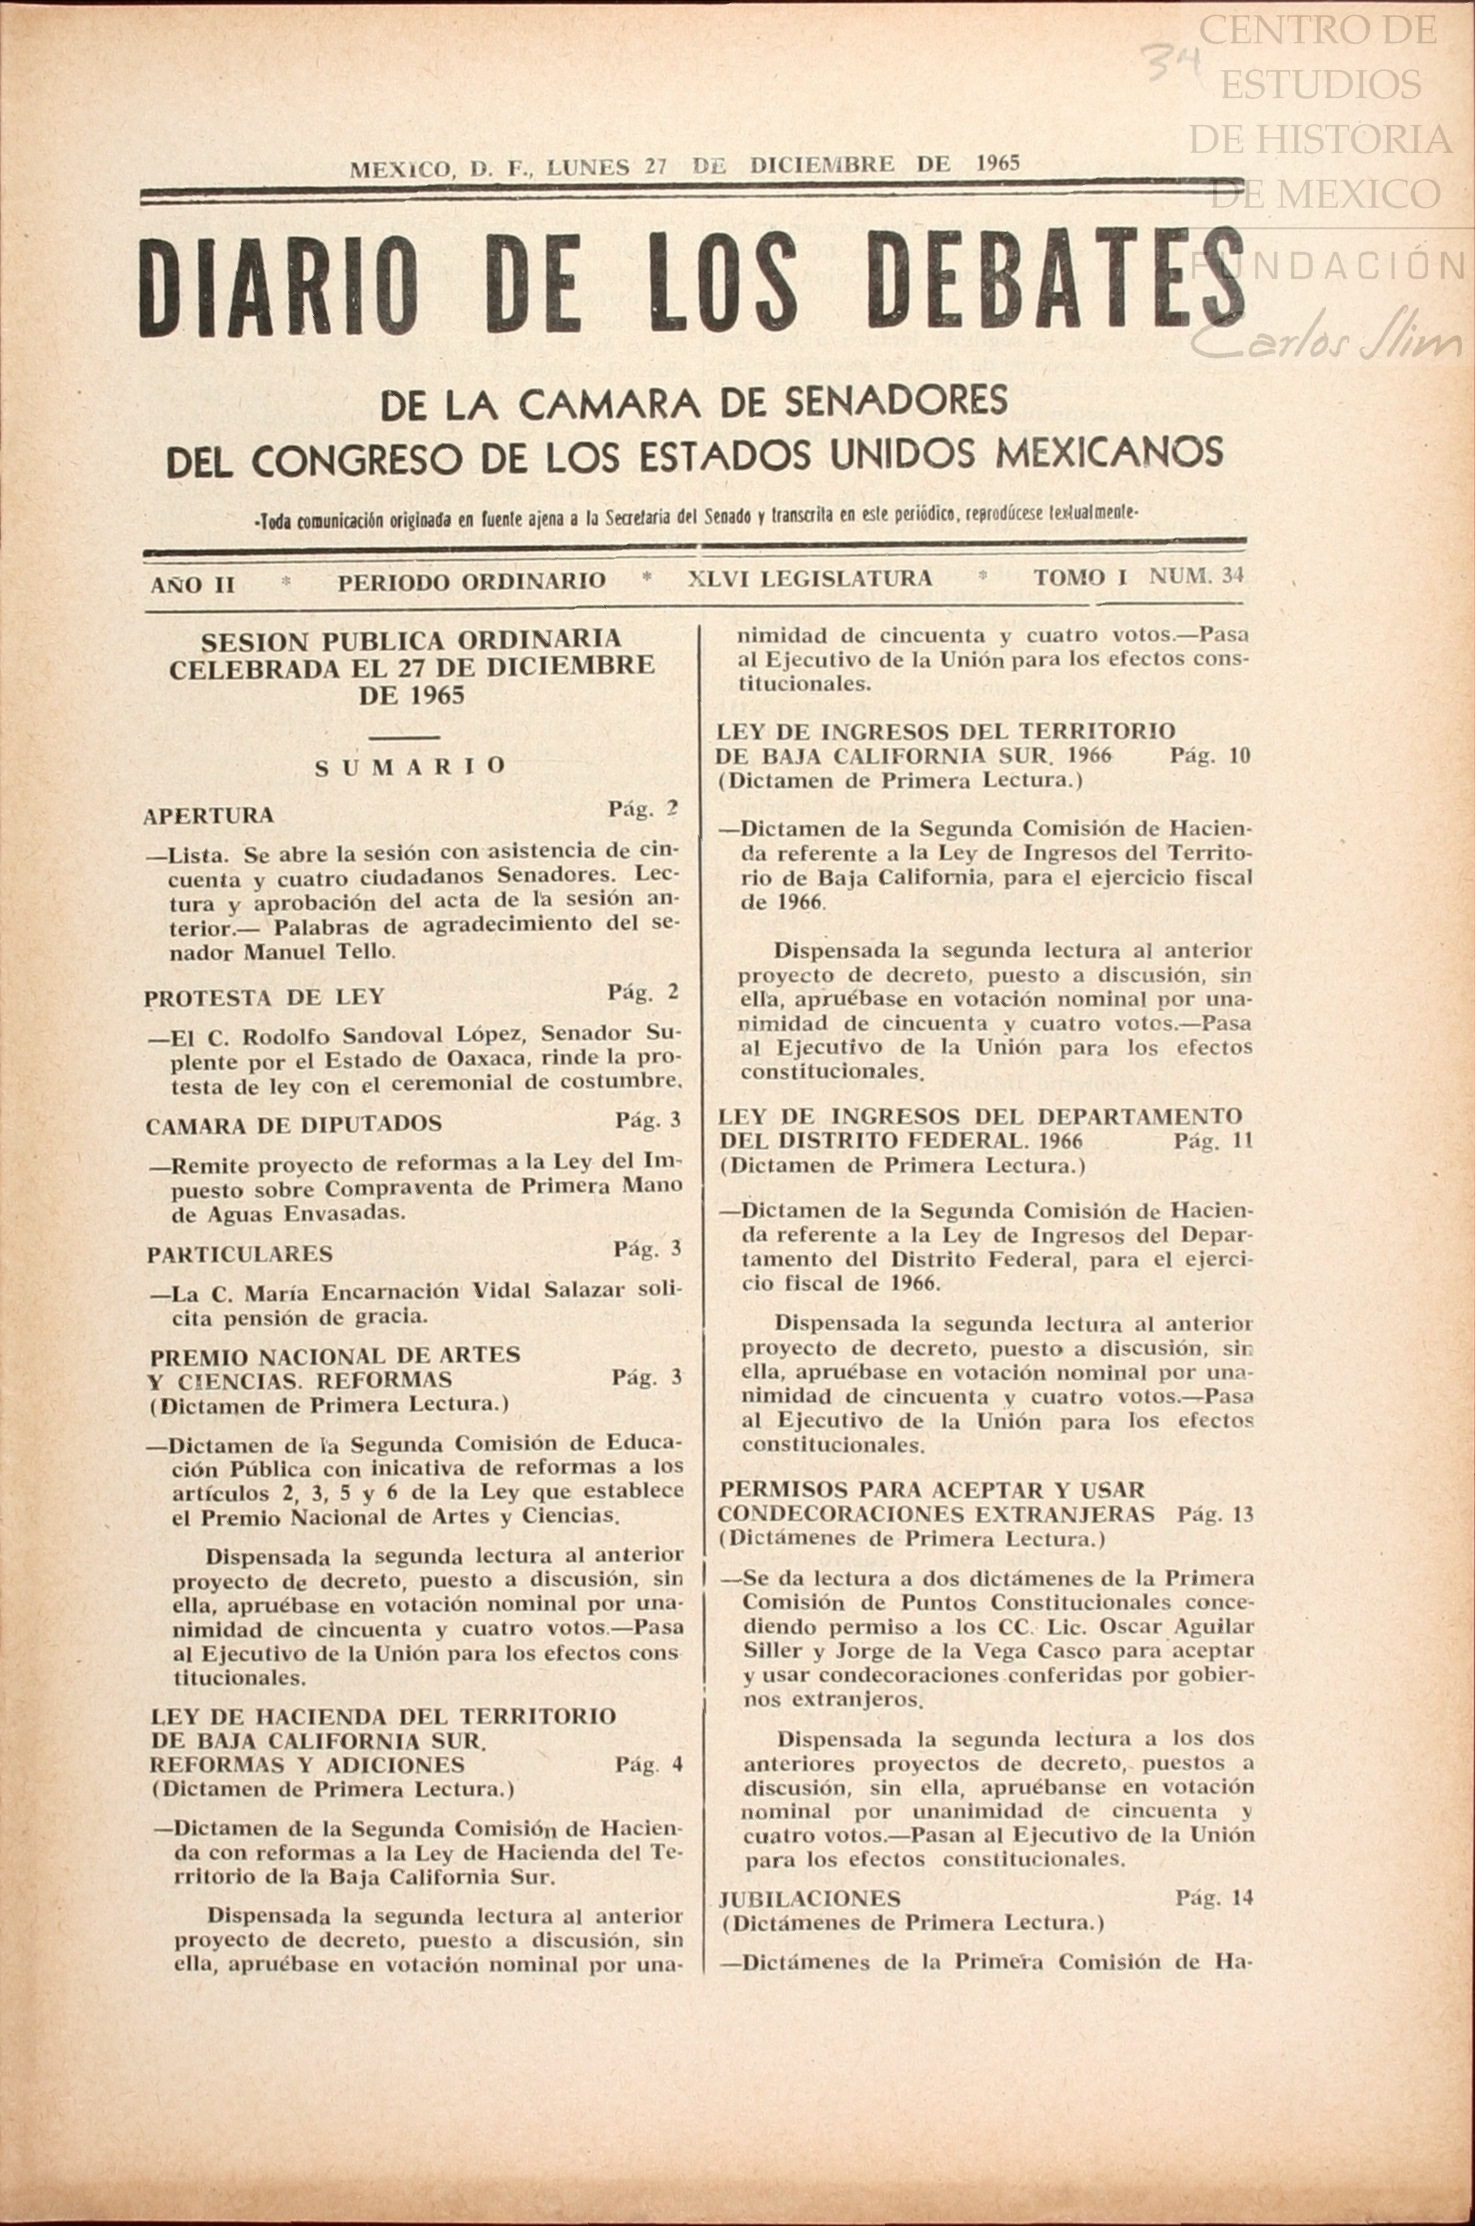 34
CENTRO DE
ESTUDIOS
DE HISTORIA
DE MEXICO
FUNDACIÓN
Carlos Slim
MEXICO, D. F., LUNES 27 DE DICIEMBRE DE 1965
DIARIO DE LOS DEBATES
DE LA CAMARA DE SENADORES
DEL CONGRESO DE LOS ESTADOS UNIDOS MEXICANOS
-Toda comunicación originada en fuente ajena a la Secretaría del Senado y transcrita en este periódico, reprodúcese textualmente-
AÑO II * PERIODO ORDINARIO * XLVI LEGISLATURA * TOMO I NUM. 34
SESION PUBLICA ORDINARIA
CELEBRADA EL 27 DE DICIEMBRE
DE 1965
SUMARIO
APERTURA Pág. 2
—Lista. Se abre la sesión con asistencia de cin-
cuenta y cuatro ciudadanos Senadores. Lec-
tura y aprobación del acta de la sesión an-
terior.— Palabras de agradecimiento del se-
nador Manuel Tello.
PROTESTA DE LEY Pág. 2
—El C. Rodolfo Sandoval López, Senador Su-
plente por el Estado de Oaxaca, rinde la pro-
testa de ley con el ceremonial de costumbre.
CAMARA DE DIPUTADOS Pág. 3
—Remite proyecto de reformas a la Ley del Im-
puesto sobre Compraventa de Primera Mano
de Aguas Envasadas.
PARTICULARES Pág. 3
—La C. María Encarnación Vidal Salazar soli-
cita pensión de gracia.
PREMIO NACIONAL DE ARTES
Y CIENCIAS. REFORMAS Pág. 3
(Dictamen de Primera Lectura.)
—Dictamen de la Segunda Comisión de Educa-
ción Pública con inicativa de reformas a los
artículos 2, 3, 5 y 6 de la Ley que establece
el Premio Nacional de Artes y Ciencias.
Dispensada la segunda lectura al anterior
proyecto de decreto, puesto a discusión, sin
ella, apruébase en votación nominal por una-
nimidad de cincuenta y cuatro votos.—Pasa
al Ejecutivo de la Unión para los efectos cons
titucionales.
LEY DE HACIENDA DEL TERRITORIO
DE BAJA CALIFORNIA SUR.
REFORMAS Y ADICIONES Pág. 4
(Dictamen de Primera Lectura.)
—Dictamen de la Segunda Comisión de Hacien-
da con reformas a la Ley de Hacienda del Te-
rritorio de la Baja California Sur.
Dispensada la segunda lectura al anterior
proyecto de decreto, puesto a discusión, sin
ella, apruébase en votación nominal por una-
nimidad de cincuenta y cuatro votos.—Pasa
al Ejecutivo de la Unión para los efectos cons-
titucionales.
LEY DE INGRESOS DEL TERRITORIO
DE BAJA CALIFORNIA SUR. 1966 Pág. 10
(Dictamen de Primera Lectura.)
—Dictamen de la Segunda Comisión de Hacien-
da referente a la Ley de Ingresos del Territo-
rio de Baja California, para el ejercicio fiscal
de 1966.
Dispensada la segunda lectura al anterior
proyecto de decreto, puesto a discusión, sin
ella, apruébase en votación nominal por una-
nimidad de cincuenta y cuatro votos.—Pasa
al Ejecutivo de la Unión para los efectos
constitucionales.
LEY DE INGRESOS DEL DEPARTAMENTO
DEL DISTRITO FEDERAL. 1966 Pág. 11
(Dictamen de Primera Lectura.)
—Dictamen de la Segunda Comisión de Hacien-
da referente a la Ley de Ingresos del Depar-
tamento del Distrito Federal, para el ejerci-
cio fiscal de 1966.
Dispensada la segunda lectura al anterior
proyecto de decreto, puesto a discusión, sin
ella, apruébase en votación nominal por una-
nimidad de cincuenta y cuatro votos.—Pasa
al Ejecutivo de la Unión para los efectos
constitucionales.
PERMISOS PARA ACEPTAR Y USAR
CONDECORACIONES EXTRANJERAS Pág. 13
(Dictámenes de Primera Lectura.)
—Se da lectura a dos dictámenes de la Primera
Comisión de Puntos Constitucionales conce-
diendo permiso a los CC. Lic. Oscar Aguilar
Siller y Jorge de la Vega Casco para aceptar
y usar condecoraciones conferidas por gobier-
nos extranjeros.
Dispensada la segunda lectura a los dos
anteriores proyectos de decreto, puestos a
discusión, sin ella, apruébanse en votación
nominal por unanimidad de cincuenta y
cuatro votos.—Pasan al Ejecutivo de la Unión
para los efectos constitucionales.
JUBILACIONES Pág. 14
(Dictámenes de Primera Lectura.)
—Dictámenes de la Primera Comisión de Ha-